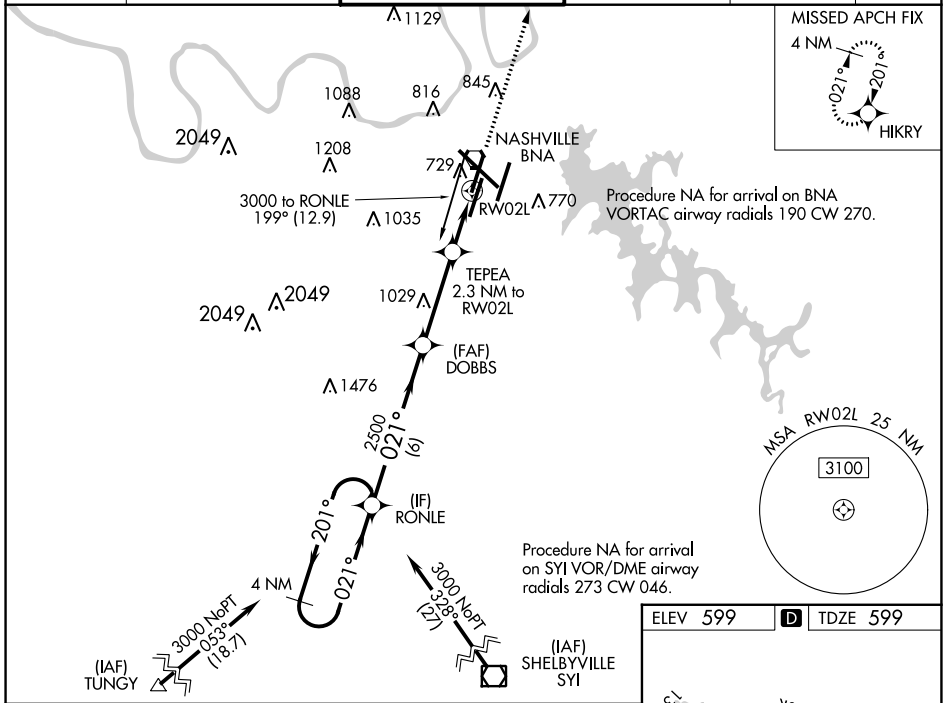 1129
MISSED APCH FIX
4 NM
021°
201°
HIKRY
845
816
1088
2049
1208
729
NASHVILLE
BNA
3000 to RONLE
199° (12.9)
1035
RW02L
770
Procedure NA for arrival on BNA
VORTAC airway radials 190 CW 270.
TEPEA
2.3 NM to
RW02L
2049
2049
1029
(FAF)
DOBBS
1476
2500
021°
(6)
MSA RW02L 25 NM
3100
(IF)
RONLE
201°
021°
4 NM
Procedure NA for arrival
on SYI VOR/DME airway
radials 273 CW 046.
3000 NoPT
053°
(18.7)
(IAF)
TUNGY
3000 NoPT
328°
(27)
(IAF)
SHELBYVILLE
SYI
ELEV 599 D TDZE 599